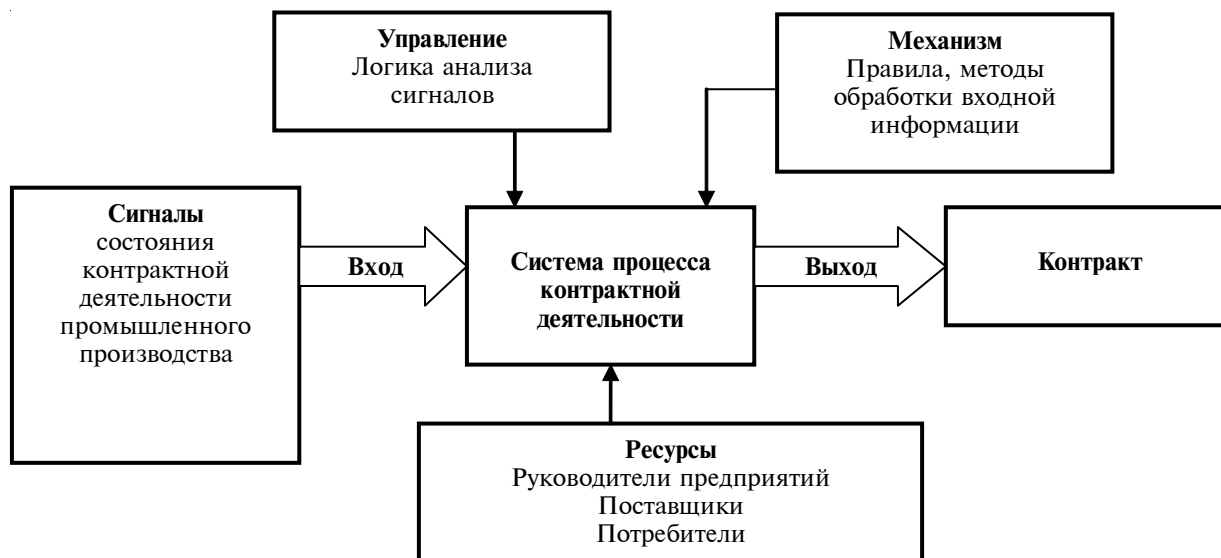 Управление
Логика анализа
сигналов
Механизм
Правила, методы
обработки входной
информации
Сигналы
состояния
контрактной
деятельности
промышленного
производства
Вход
Система процесса
контрактной
деятельности
Выход
Контракт
Ресурсы
Руководители предприятий
Поставщики
Потребители